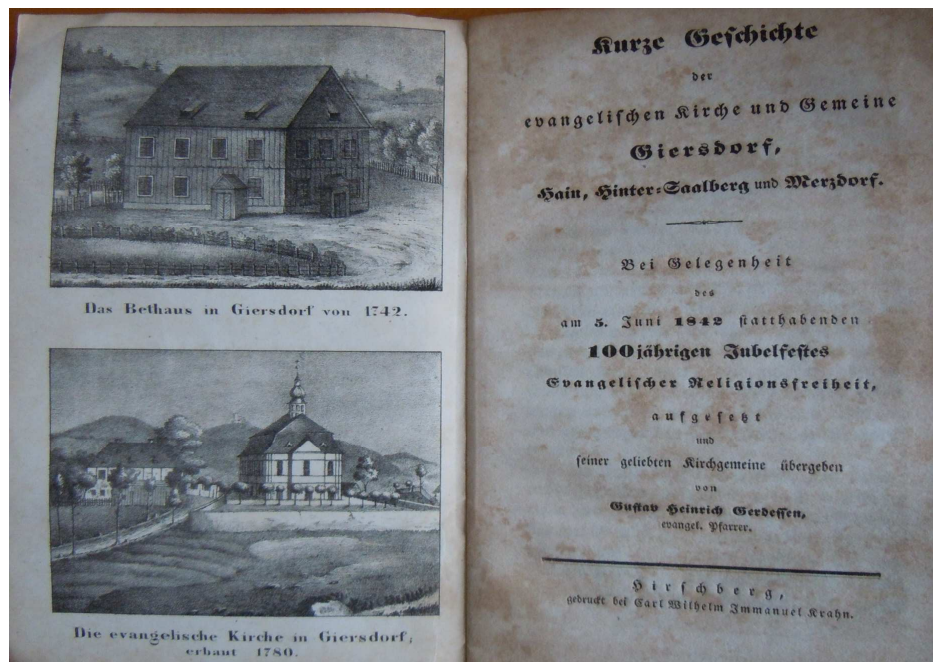 Das Bethaus in Giersdorf von 1742.
Die evangelische Kirche in Giersdorf,
erbaut 1780.
Kurze Geschichte
der
evangelischen Kirche und Gemeine
Giersdorf,
Hain, Hinter-Saalberg und Merzdorf.
Bei Gelegenheit
des
am 5. Juni 1842 statthabenden
100jährigen Jubelfestes
Evangelischer Religionsfreiheit,
aufgesetzt
und
seiner geliebten Kirchgemeine übergeben
von
Gustav Heinrich Gerdessen,
evangel. Pfarrer.
Hirschberg,
gedruckt bei Carl Wilhelm Immanuel Krahn.